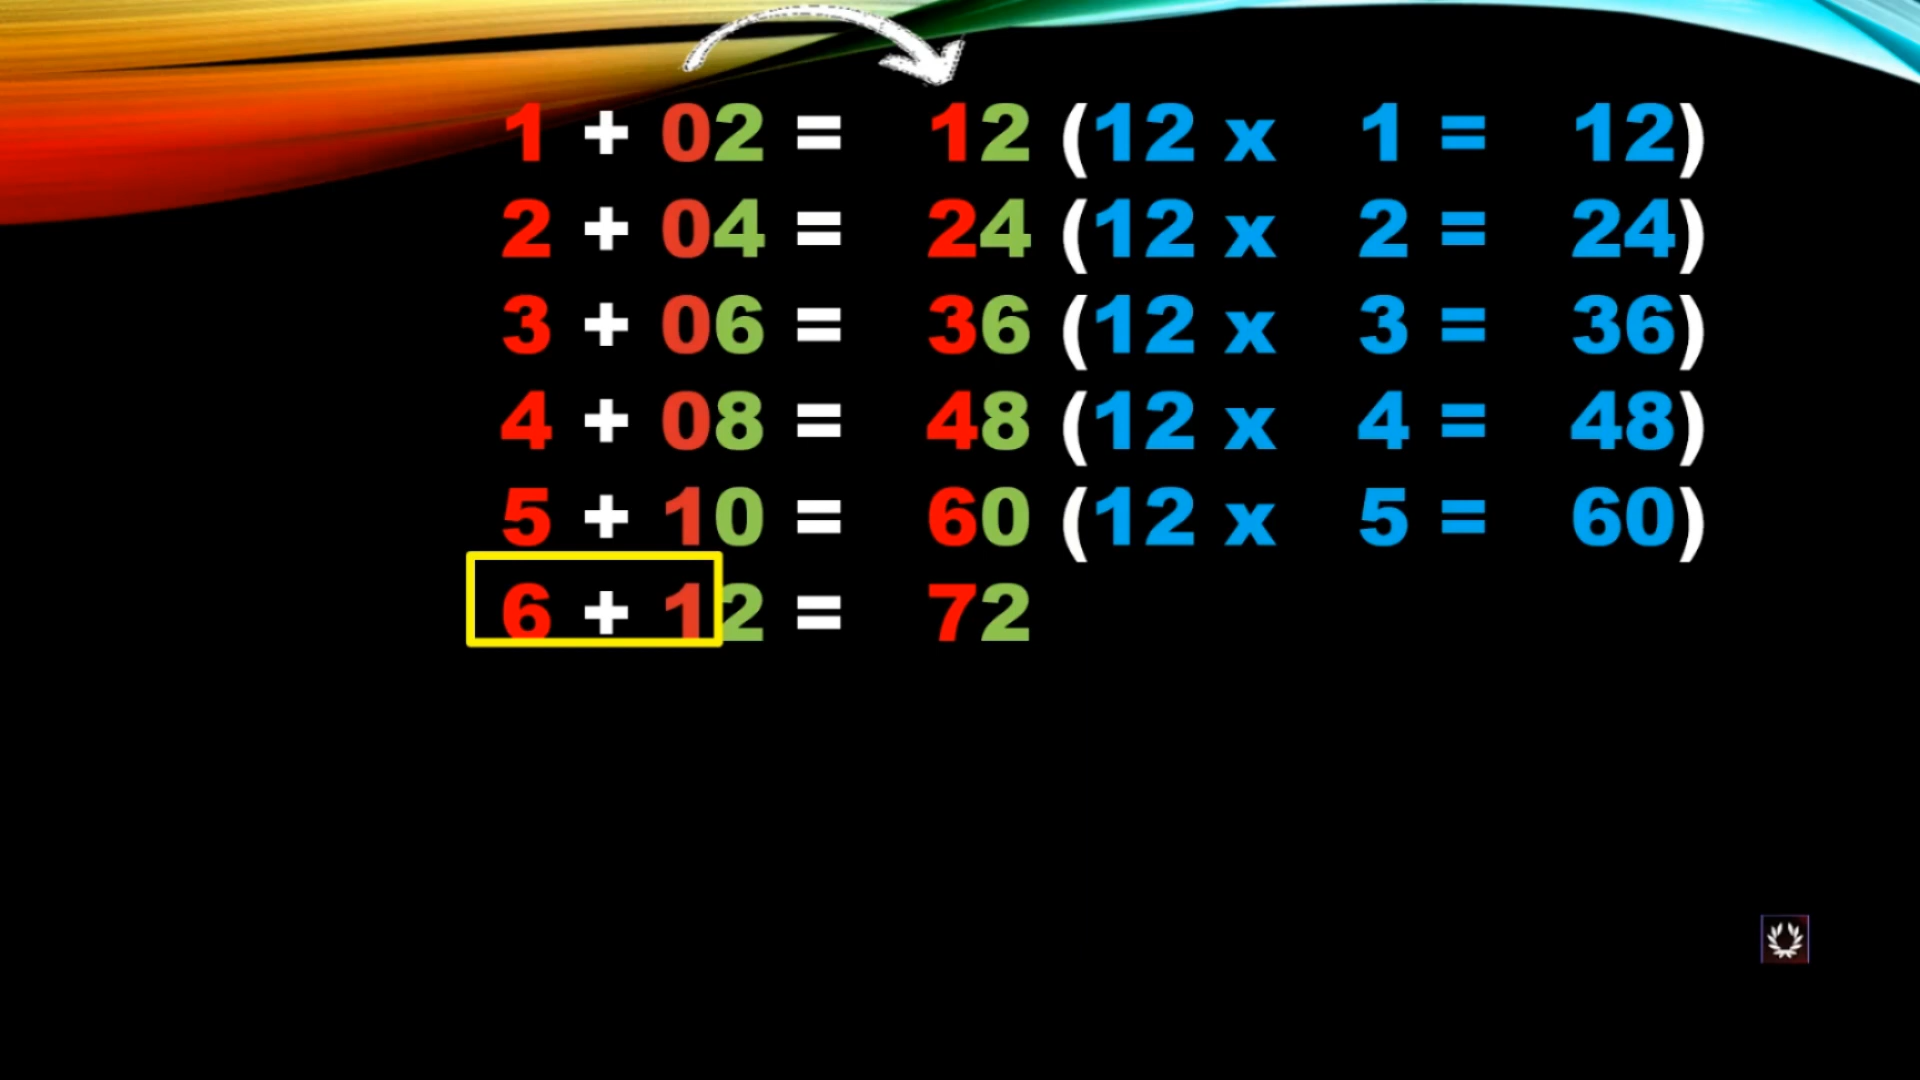 1 + 02 = 12 (12 x 1 = 12)
2 + 04 = 24 (12 x 2 = 24)
3 + 06 = 36 (12 x 3 = 36)
4 + 08 = 48 (12 x 4 = 48)
5 + 10 = 60 (12 x 5 = 60)
6 + 12 = 72